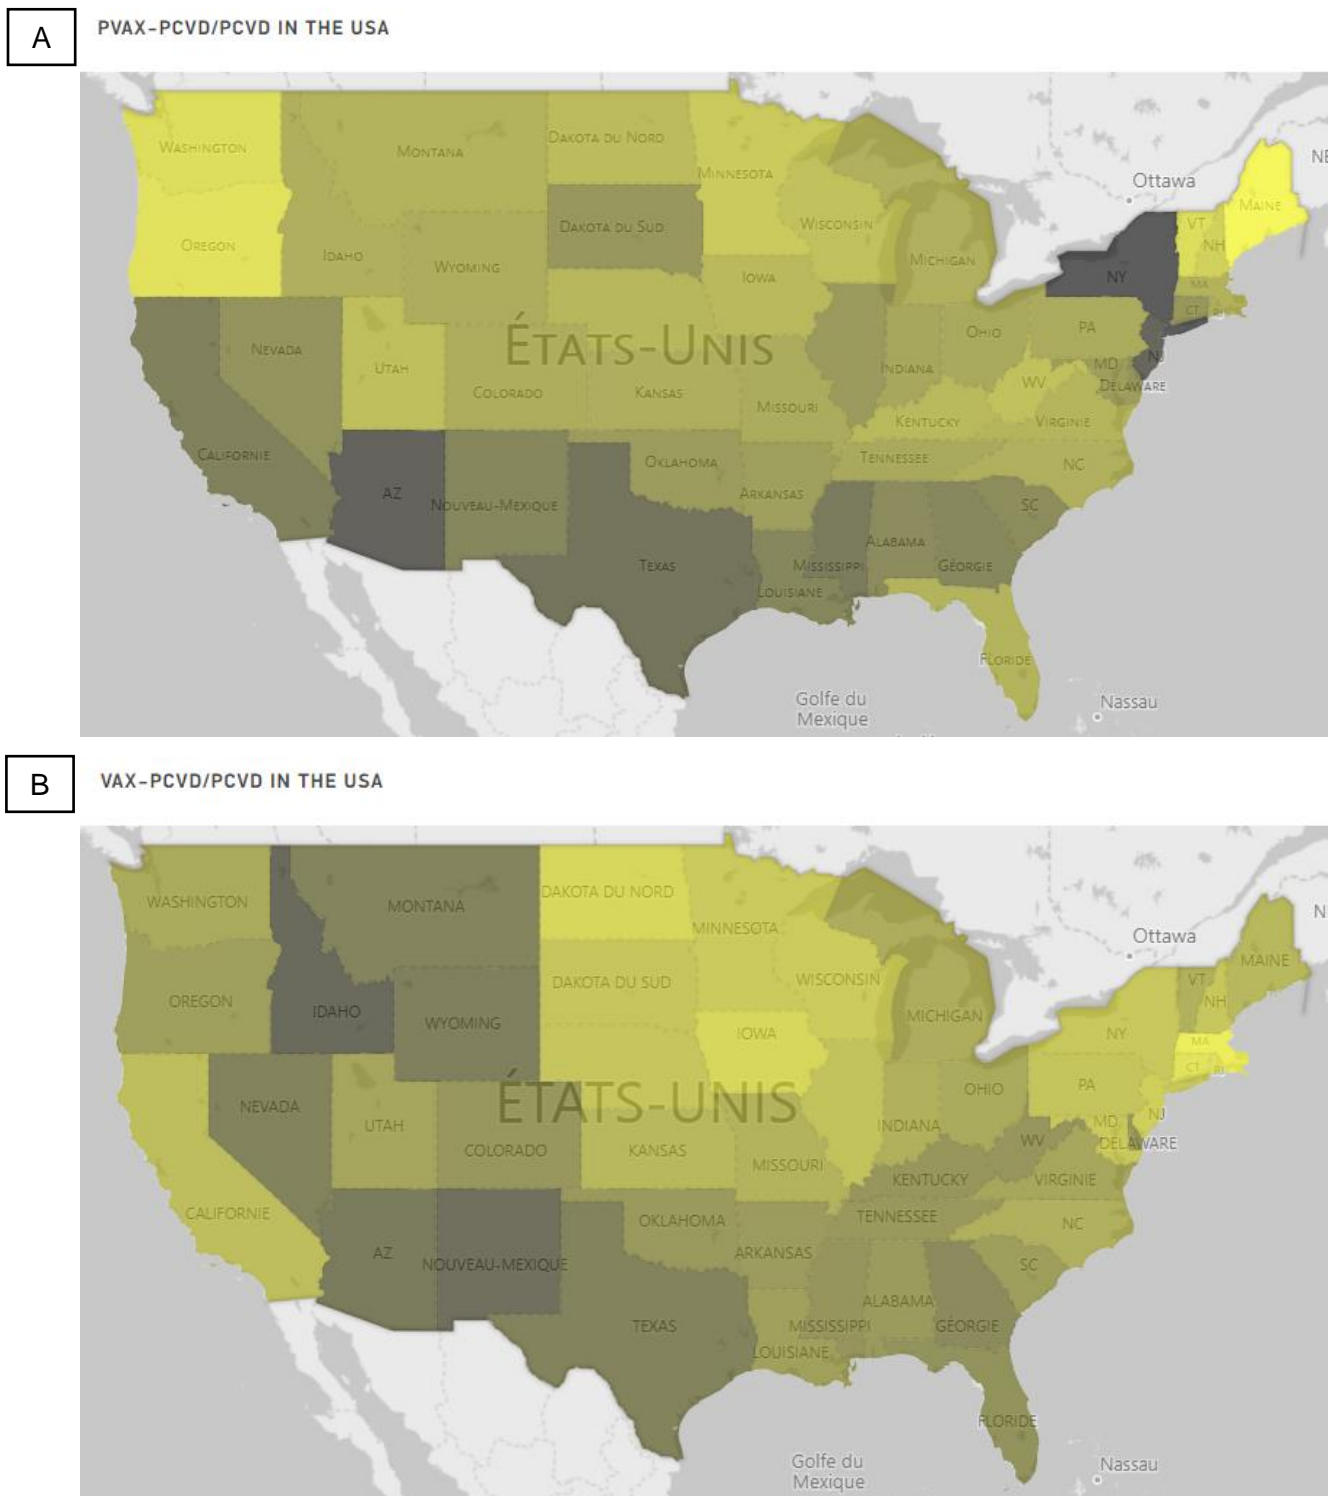 A
PVAX-PCVD/PCVD IN THE USA
WASHINGTON
MONTANA
DAKOTA DU NORD
MINNESOTA
Ottawa
MAINE
OREGON
IDAHO
WYOMING
DAKOTA DU SUD
WISCONSIN
MICHIGAN
VT
NH
NY
MA
CT
RI
IOWA
ÉTATS-UNIS
NEVADA
UTAH
COLORADO
KANSAS
MISSOURI
INDIANA
OHIO
PA
NJ
MD
DELAWARE
WV
KENTUCKY
VIRGINIE
CALIFORNIE
AZ
NOUVEAU-MEXIQUE
OKLAHOMA
ARKANSAS
TENNESSEE
NC
SC
TEXAS
MISSISSIPPI
ALABAMA
GÉORGIE
LOUISIANE
FLORIDE
Golfe du
Mexique
Nassau
B
VAX-PCVD/PCVD IN THE USA
WASHINGTON
MONTANA
DAKOTA DU NORD
MINNESOTA
Ottawa
MAINE
OREGON
IDAHO
WYOMING
DAKOTA DU SUD
WISCONSIN
MICHIGAN
VT
NH
NY
MA
CT
RI
IOWA
ÉTATS-UNIS
NEVADA
UTAH
COLORADO
KANSAS
MISSOURI
INDIANA
OHIO
PA
NJ
MD
DELAWARE
WV
KENTUCKY
VIRGINIE
CALIFORNIE
AZ
NOUVEAU-MEXIQUE
OKLAHOMA
ARKANSAS
TENNESSEE
NC
SC
TEXAS
MISSISSIPPI
ALABAMA
GÉORGIE
LOUISIANE
FLORIDE
Golfe du
Mexique
Nassau